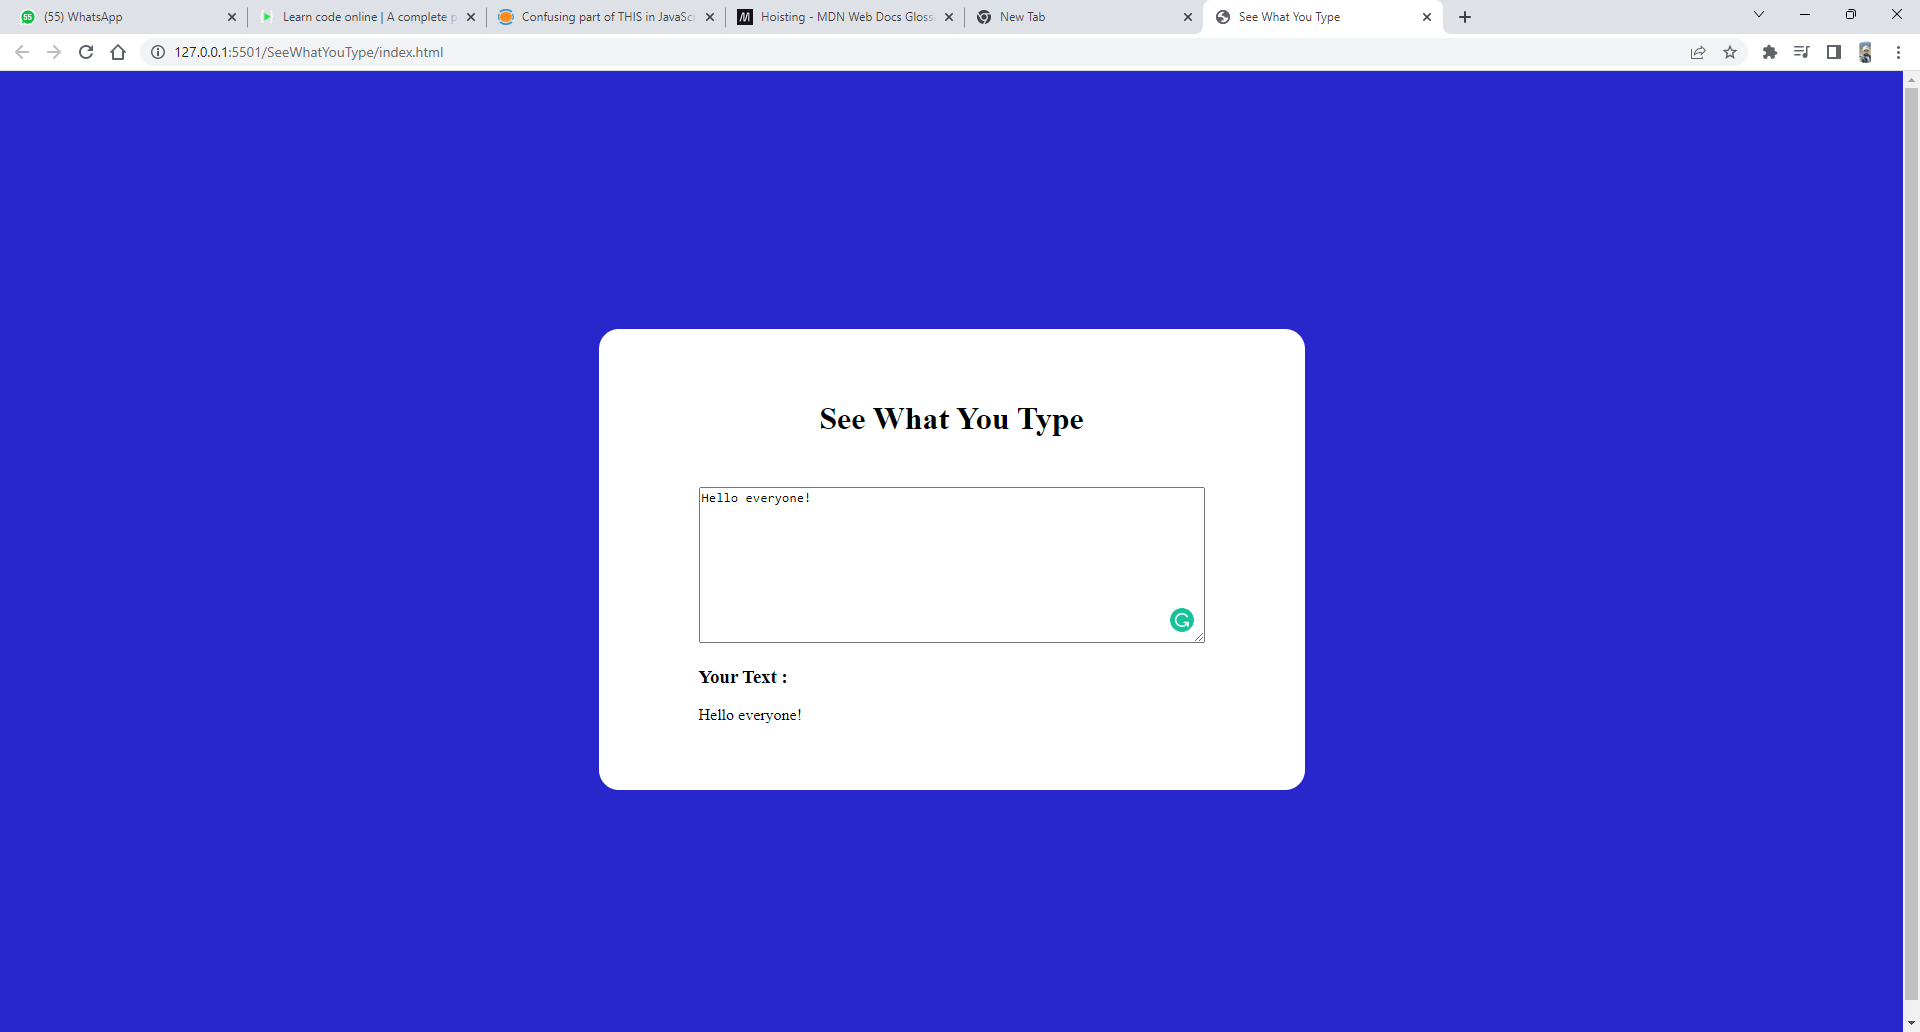 55 (55) WhatsApp
Learn code online | A complete p
Confusing part of THIS in JavaScr
Hoisting - MDN Web Docs Gloss
New Tab
See What You Type
127.0.0.1:5501/SeeWhatYouType/index.html
See What You Type
Hello everyone!
Your Text :
Hello everyone!